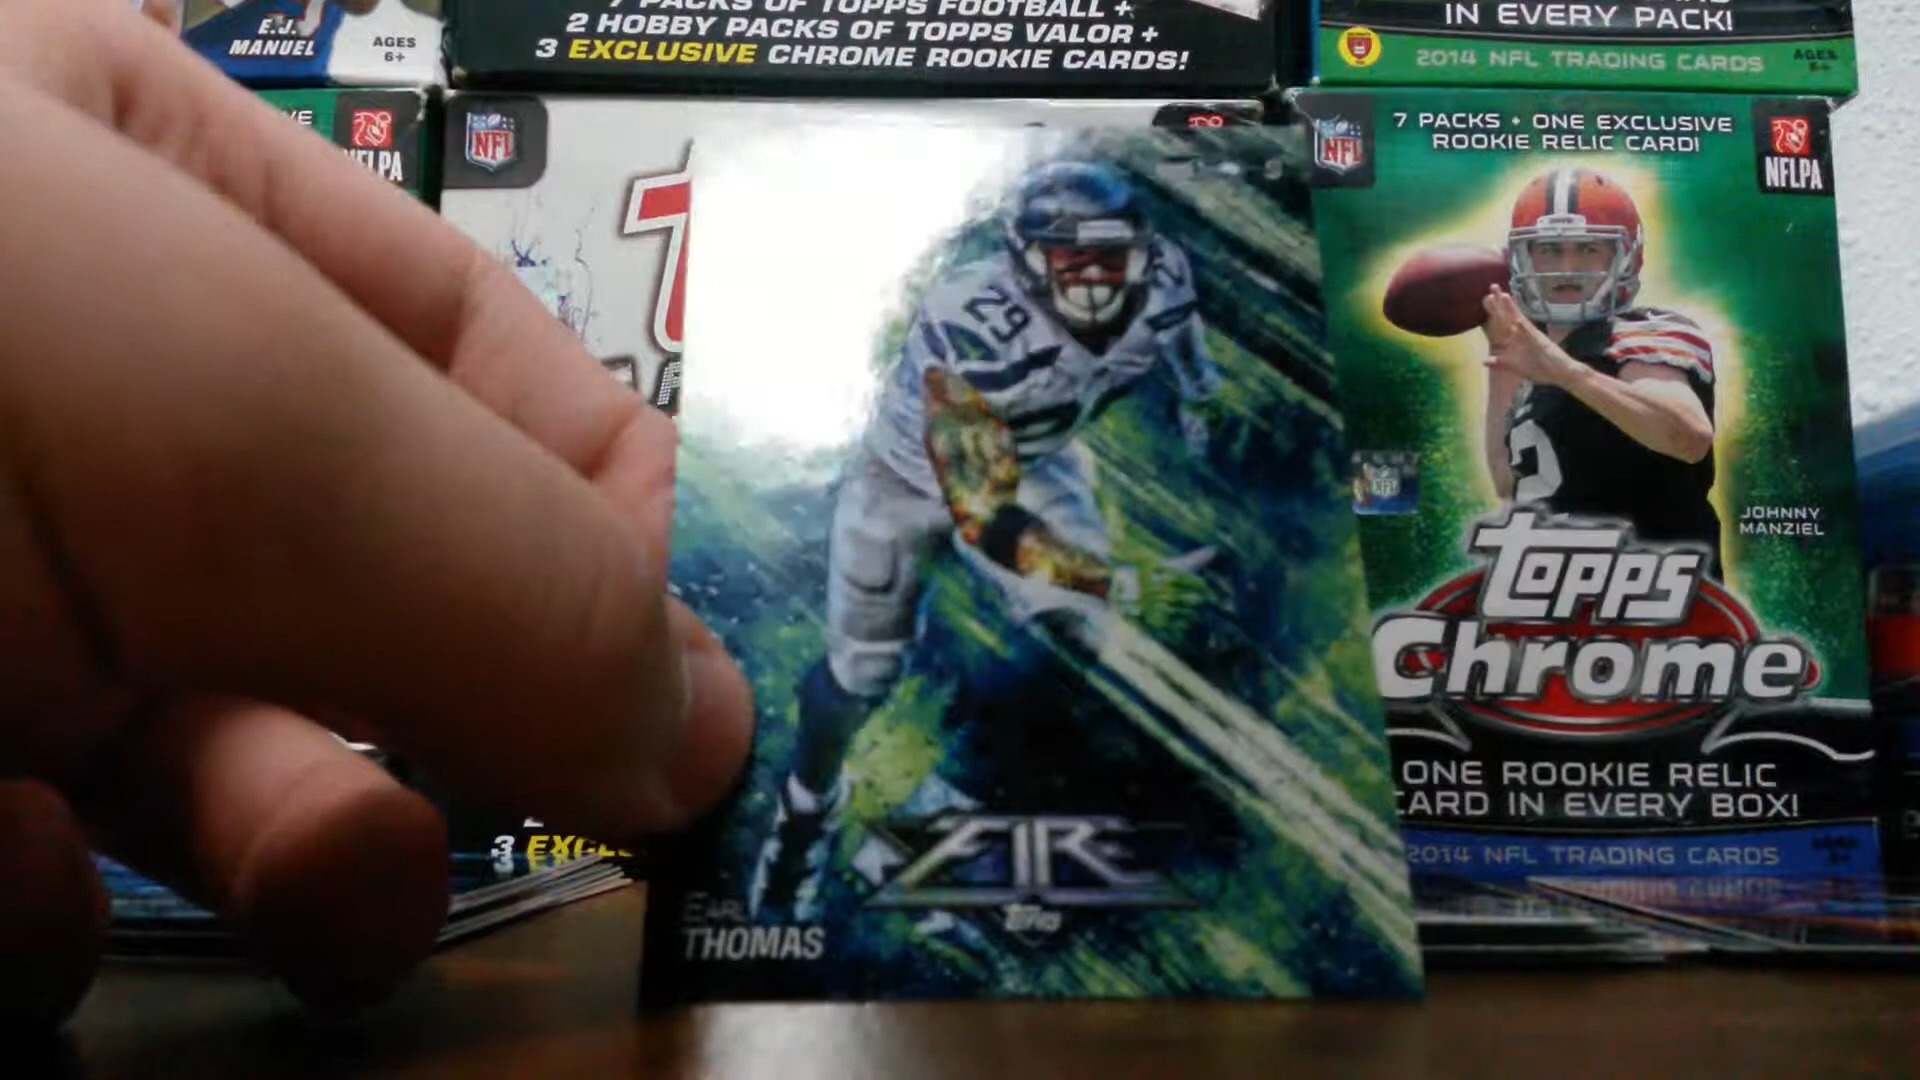 E.J.
MANUEL
AGES
6+
7 PACKS OF TOPPS FOOTBALL +
2 HOBBY PACKS OF TOPPS VALOR +
3 EXCLUSIVE CHROME ROOKIE CARDS!
IN EVERY PACK!
2014 NFL TRADING CARDS
AGES
6+
NFL
NFL
7 PACKS • ONE EXCLUSIVE
ROOKIE RELIC CARD!
NFLPA
29
NFL
JOHNNY
MANZIEL
TOPPS
Chrome
ONE ROOKIE RELIC
CARD IN EVERY BOX!
2014 NFL TRADING CARDS
FIRE
TOPPS
EARL
THOMAS